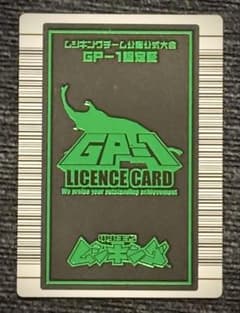 ムシキングチーム公認公式大会
GP-1認定証
GP-1
LICENCE CARD
We praise your outstanding achievement
甲虫王者
ムシキング